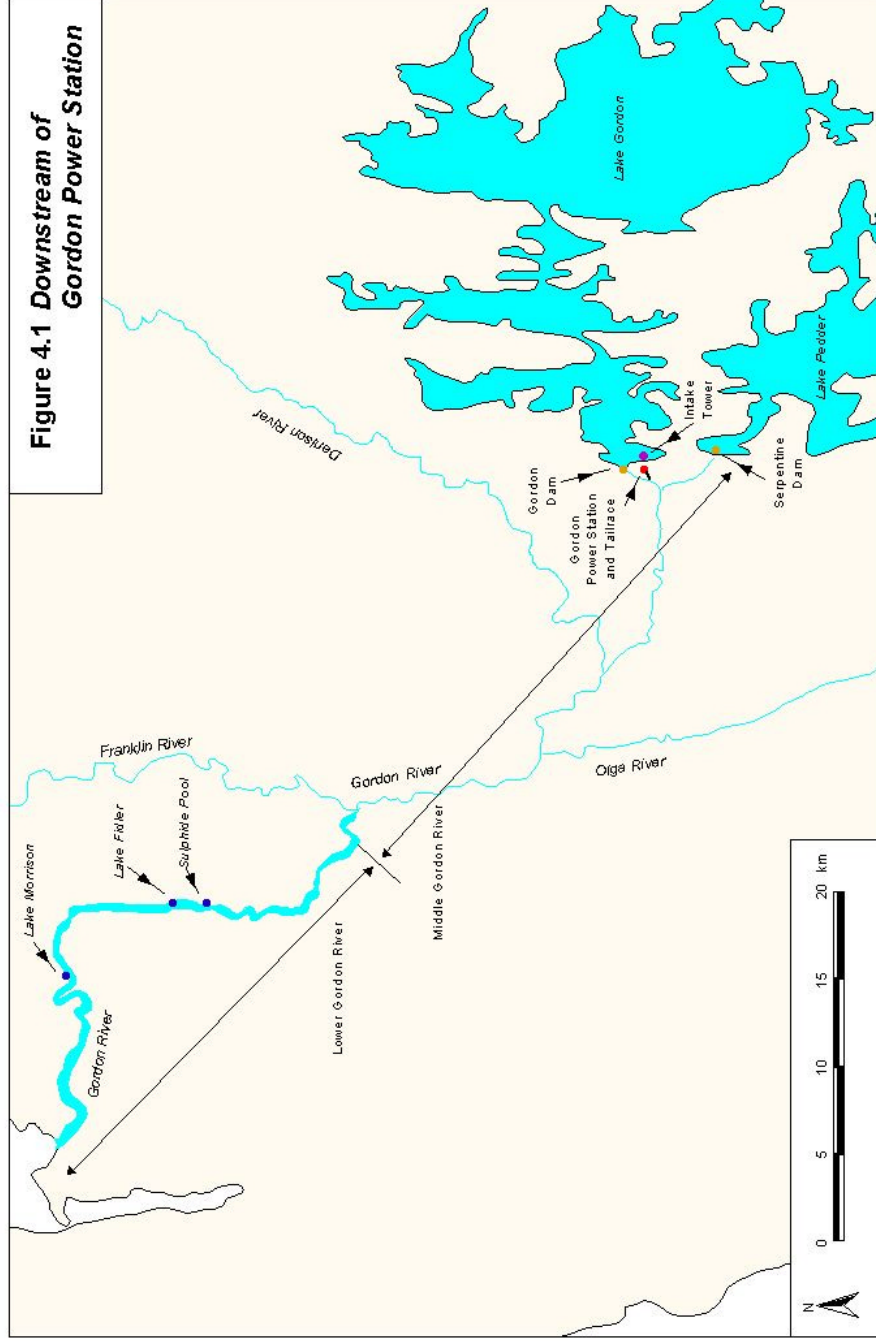 Figure 4.1 Downstream of
Gordon Power Station
Lake Morrison
Lake Fidler
Sulphide Pool
Franklin River
Denison River
Gordon River
Gordon River
Lower Gordon River
Middle Gordon River
Olga River
Gordon
Dam
Gordon
Power Station
and Tailrace
Intake
Tower
Serpentine
Dam
Lake Gordon
Lake Pedder
N
0
5
10
15
20 km